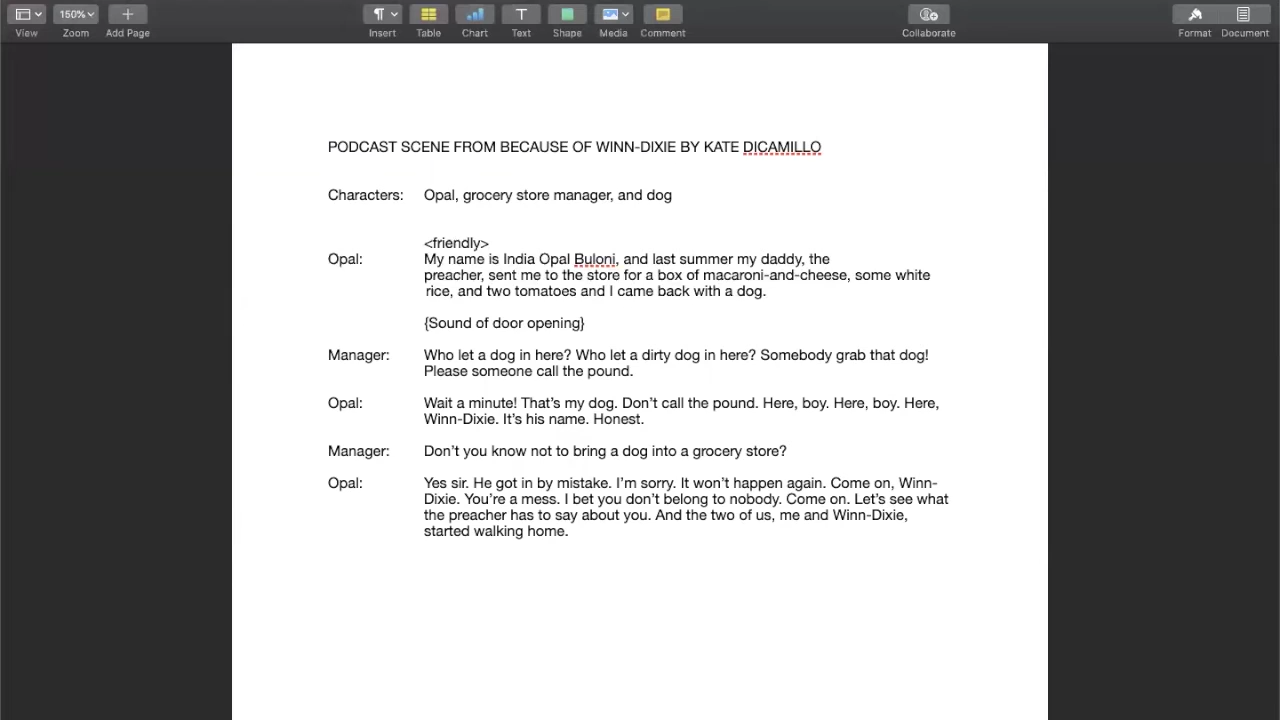 150%
View Zoom Add Page Insert Table Chart Text Shape Media Comment Collaborate Format Document
PODCAST SCENE FROM BECAUSE OF WINN-DIXIE BY KATE DICAMILLO
Characters: Opal, grocery store manager, and dog
<friendly>
Opal: My name is India Opal Buloni, and last summer my daddy, the
preacher, sent me to the store for a box of macaroni-and-cheese, some white
rice, and two tomatoes and I came back with a dog.
{Sound of door opening}
Manager: Who let a dog in here? Who let a dirty dog in here? Somebody grab that dog!
Please someone call the pound.
Opal: Wait a minute! That’s my dog. Don’t call the pound. Here, boy. Here, boy. Here,
Winn-Dixie. It’s his name. Honest.
Manager: Don’t you know not to bring a dog into a grocery store?
Opal: Yes sir. He got in by mistake. I’m sorry. It won’t happen again. Come on, Winn-
Dixie. You’re a mess. I bet you don’t belong to nobody. Come on. Let’s see what
the preacher has to say about you. And the two of us, me and Winn-Dixie,
started walking home.